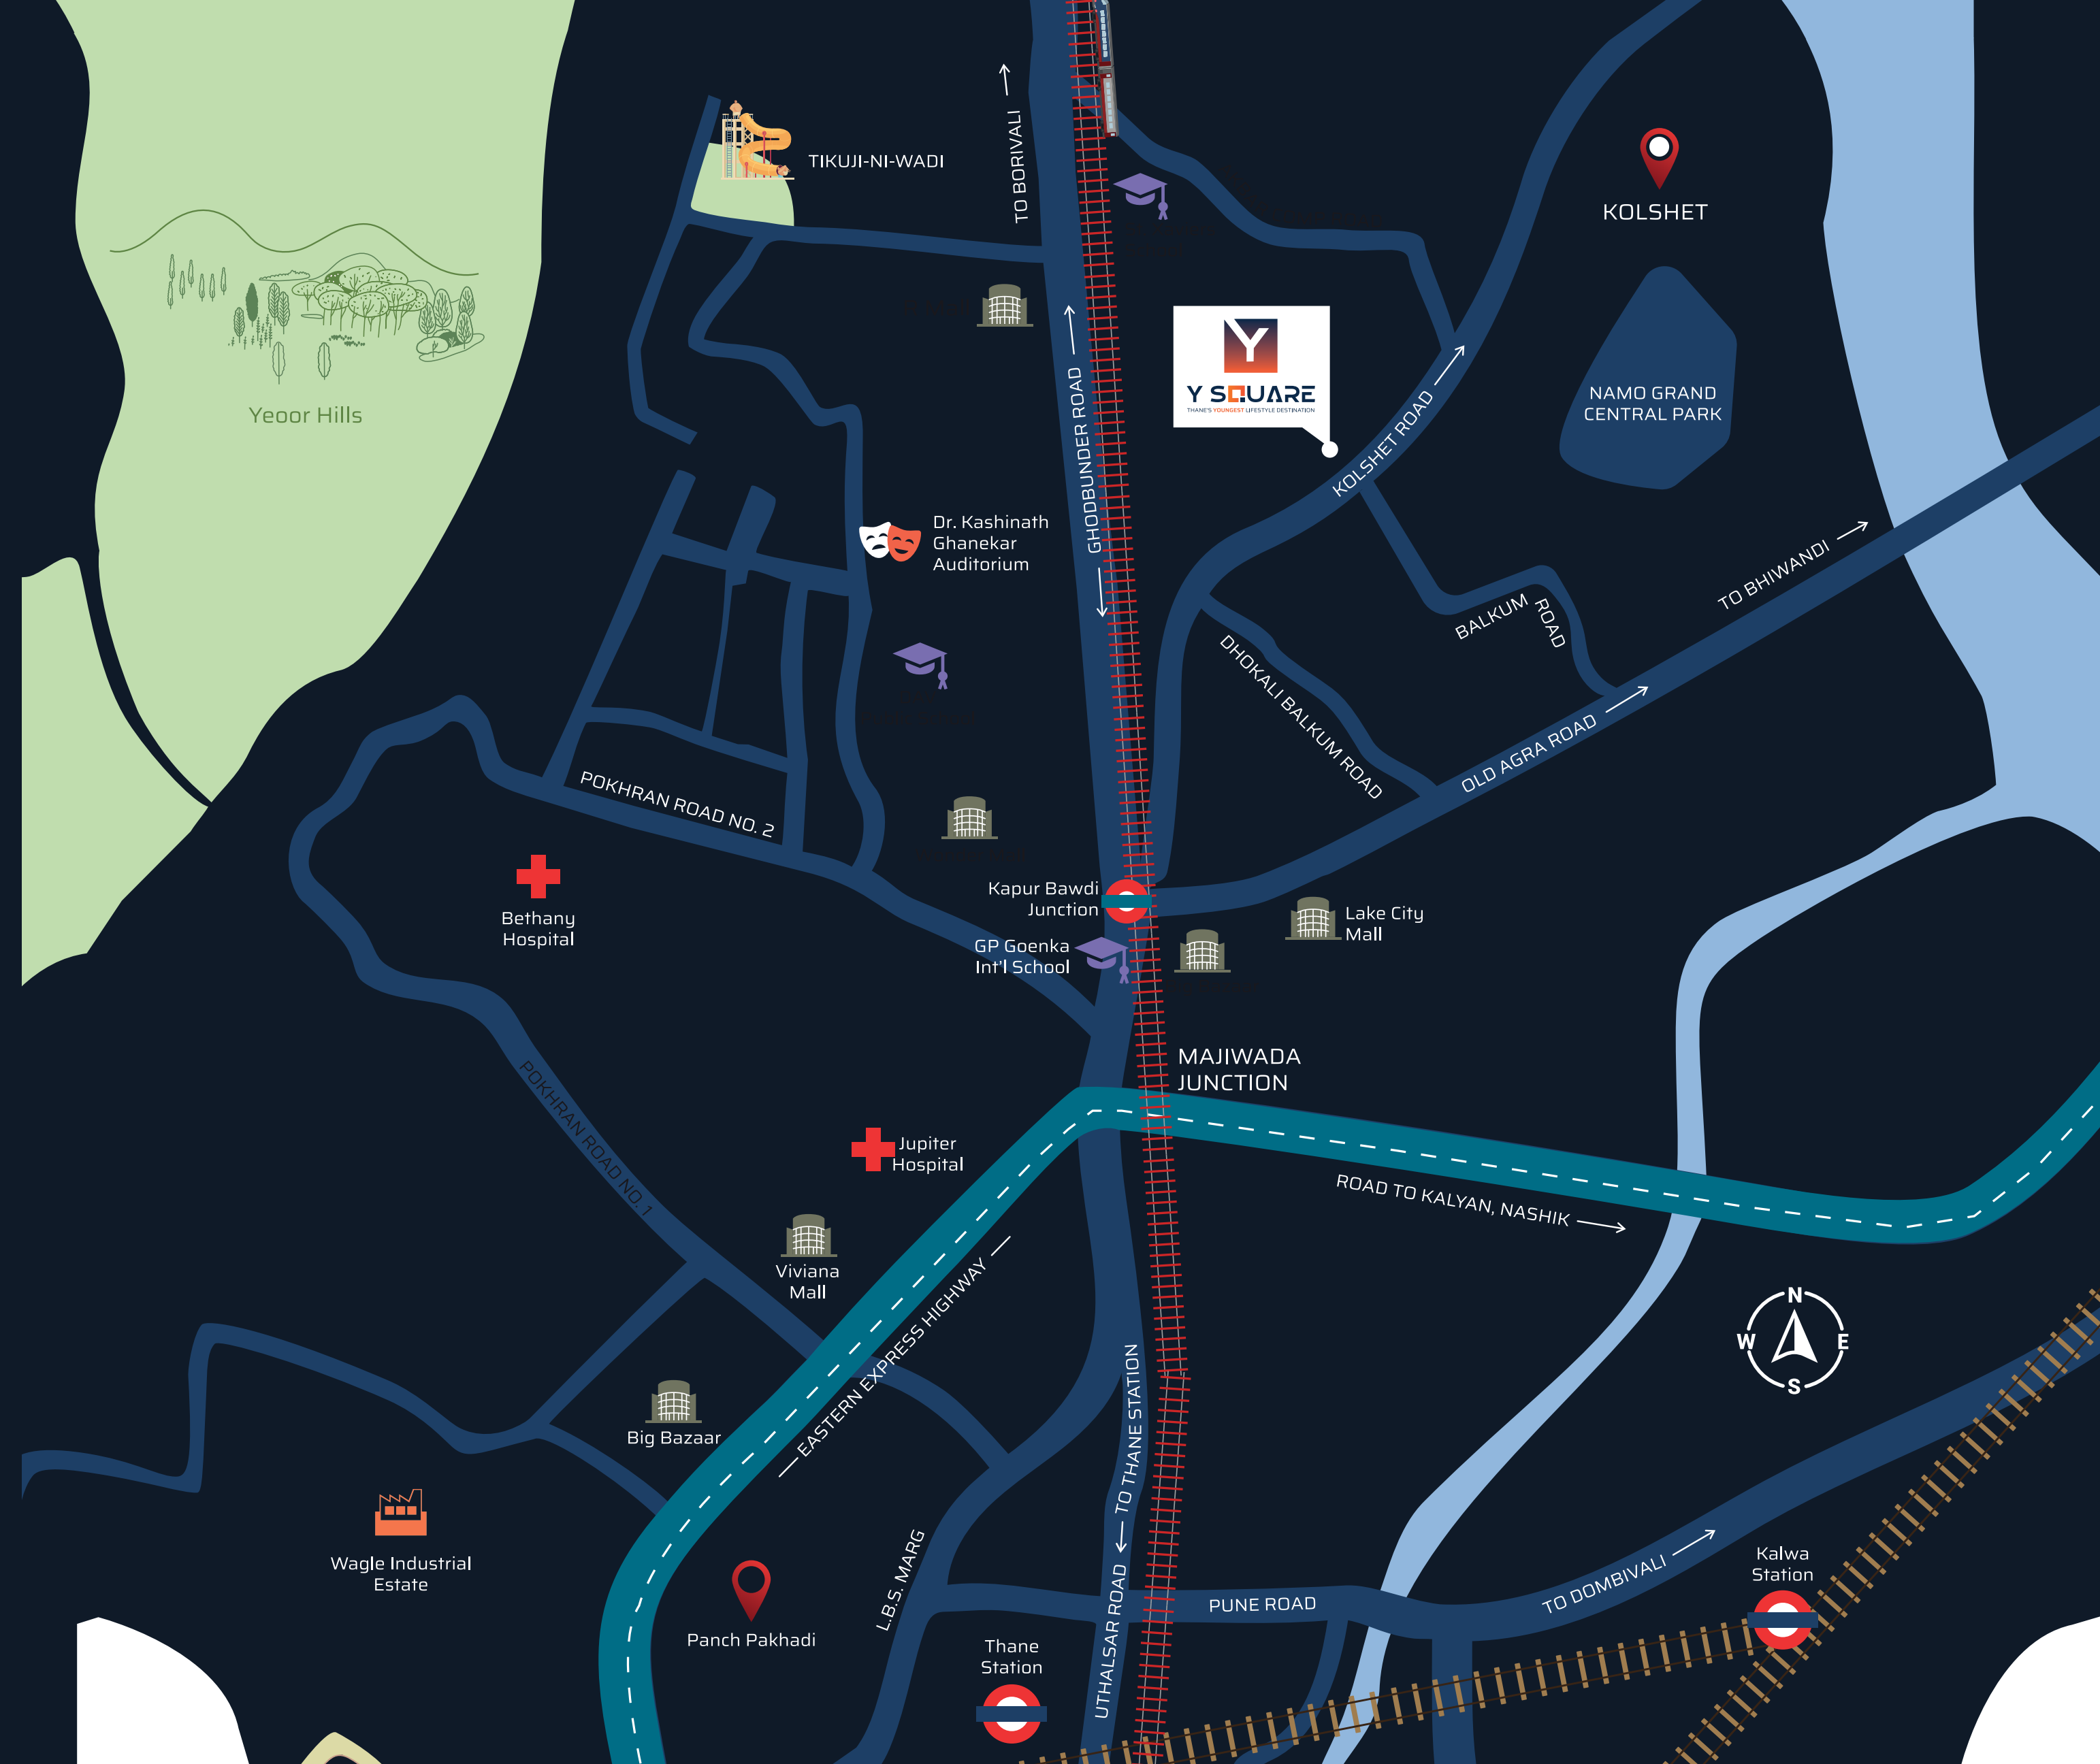 TO BORIVALI
TIKUJI-NI-WADI
KOLSHET
Y
Y SQUARE
THANE'S YOUNGEST LIFESTYLE DESTINATION
NAMO GRAND
CENTRAL PARK
Yeoor Hills
GHODBUNDER ROAD
KOLSHET ROAD
Dr. Kashinath
Ghanekar
Auditorium
TO BHIWANDI
BALKUM
ROAD
DHOKALI BALKUM ROAD
OLD AGRA ROAD
POKHRAN ROAD NO. 2
Bethany
Hospital
Kapur Bawdi
Junction
Lake City
Mall
GP Goenka
Int'l School
MAJIWADA
JUNCTION
POKHRAN ROAD NO. 1
Jupiter
Hospital
ROAD TO KALYAN, NASHIK
Viviana
Mall
EASTERN EXPRESS HIGHWAY
N
W
E
S
Big Bazaar
TO THANE STATION
Wagle Industrial
Estate
L.B.S. MARG
Panch Pakhadi
UTHALSAR ROAD
PUNE ROAD
TO DOMBIVALI
Kalwa
Station
Thane
Station